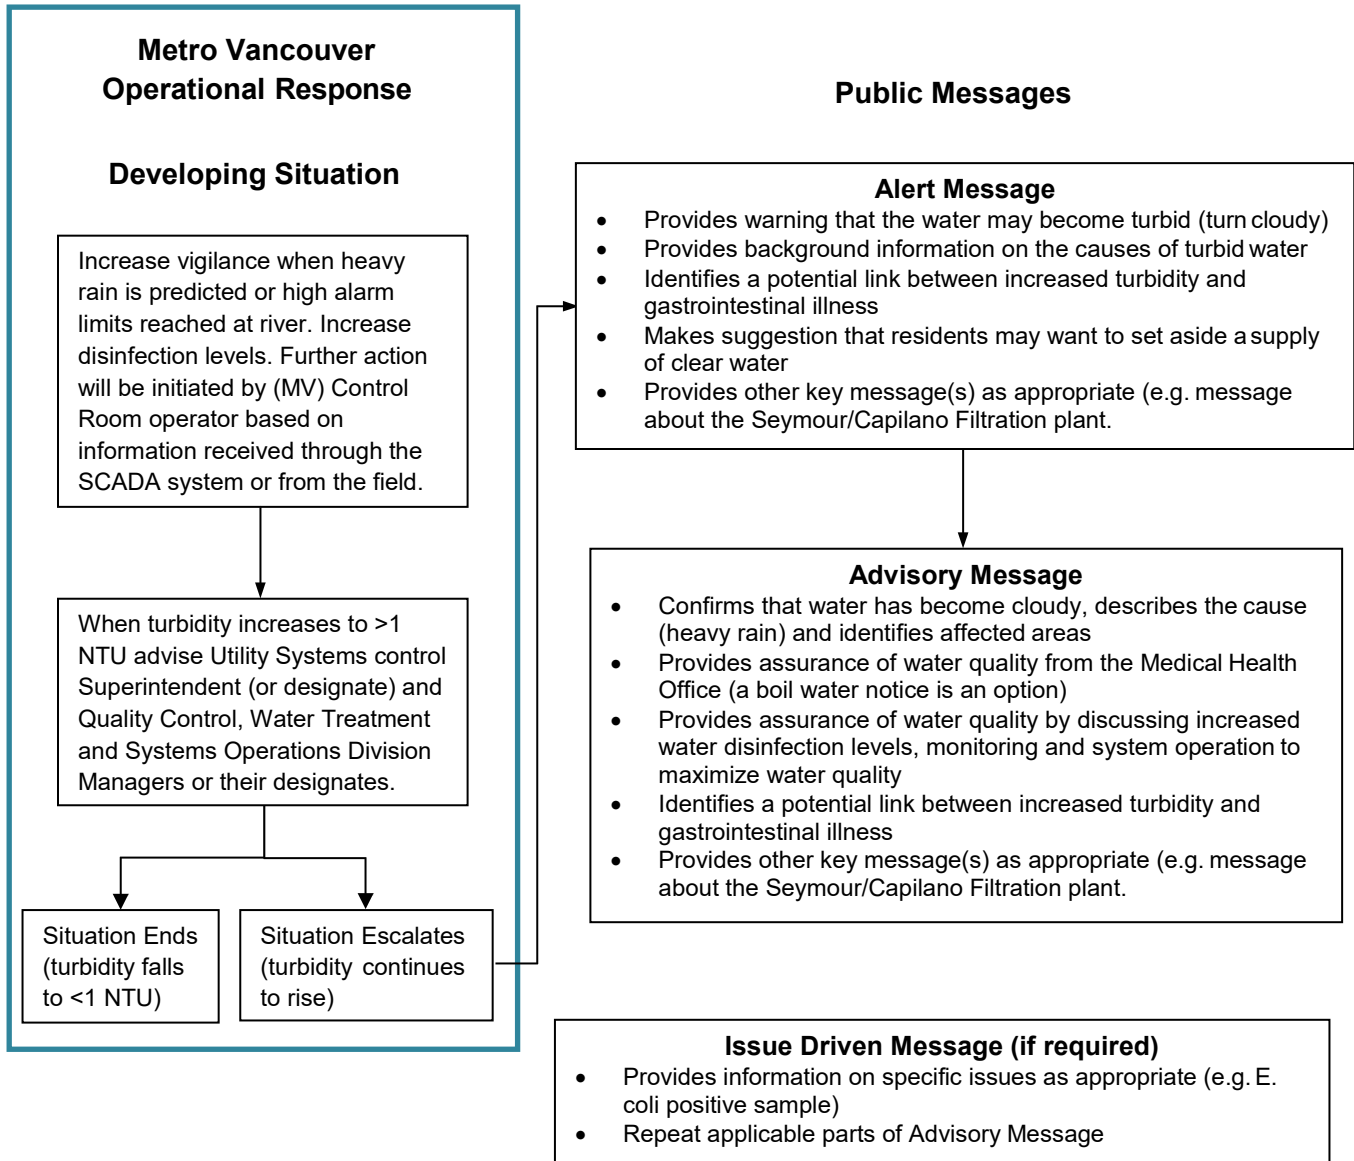 Metro Vancouver
Operational Response
Developing Situation
Increase vigilance when heavy
rain is predicted or high alarm
limits reached at river. Increase
disinfection levels. Further action
will be initiated by (MV) Control
Room operator based on
information received through the
SCADA system or from the field.
When turbidity increases to >1
NTU advise Utility Systems control
Superintendent (or designate) and
Quality Control, Water Treatment
and Systems Operations Division
Managers or their designates.
Situation Ends
(turbidity falls
to <1 NTU)
Situation Escalates
(turbidity continues
to rise)
Public Messages
Alert Message
• Provides warning that the water may become turbid (turn cloudy)
• Provides background information on the causes of turbid water
• Identifies a potential link between increased turbidity and
gastrointestinal illness
• Makes suggestion that residents may want to set aside a supply
of clear water
• Provides other key message(s) as appropriate (e.g. message
about the Seymour/Capilano Filtration plant.
Advisory Message
• Confirms that water has become cloudy, describes the cause
(heavy rain) and identifies affected areas
• Provides assurance of water quality from the Medical Health
Office (a boil water notice is an option)
• Provides assurance of water quality by discussing increased
water disinfection levels, monitoring and system operation to
maximize water quality
• Identifies a potential link between increased turbidity and
gastrointestinal illness
• Provides other key message(s) as appropriate (e.g. message
about the Seymour/Capilano Filtration plant.
Issue Driven Message (if required)
• Provides information on specific issues as appropriate (e.g. E.
coli positive sample)
• Repeat applicable parts of Advisory Message